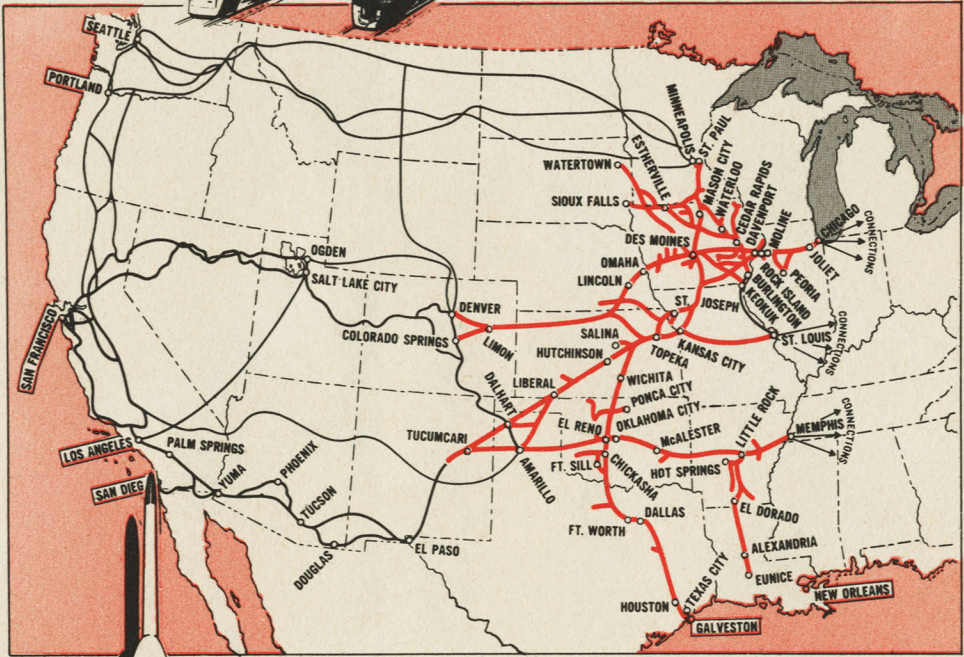 SEATTLE
PORTLAND
MINNEAPOLIS
ST. PAUL
WATERTOWN
ESTHERVILLE
MASON CITY
WATERLOO
CEDAR RAPIDS
DAVENPORT
MOLINE
SIOUX FALLS
CHICAGO
CONNECTIONS
JOLIET
DES MOINES
OGDEN
SALT LAKE CITY
OMAHA
LINCOLN
PEORIA
ROCK ISLAND
BURLINGTON
KEOKUK
ST. JOSEPH
DENVER
SAN FRANCISCO
COLORADO SPRINGS
LIMON
SALINA
ST. LOUIS
CONNECTIONS
KANSAS CITY
TOPEKA
HUTCHINSON
LIBERAL
WICHITA
DALHART
PONCA CITY
EL RENO
OKLAHOMA CITY
LITTLE ROCK
MEMPHIS
CONNECTIONS
TUCUMCARI
McALESTER
LOS ANGELES
PALM SPRINGS
AMARILLO
FT. SILL
CHICKASHA
HOT SPRINGS
SAN DIEG
YUMA
PHOENIX
TUCSON
DALLAS
EL DORADO
FT. WORTH
DOUGLAS
EL PASO
ALEXANDRIA
EUNICE
TEXAS CITY
NEW ORLEANS
HOUSTON
GALVESTON